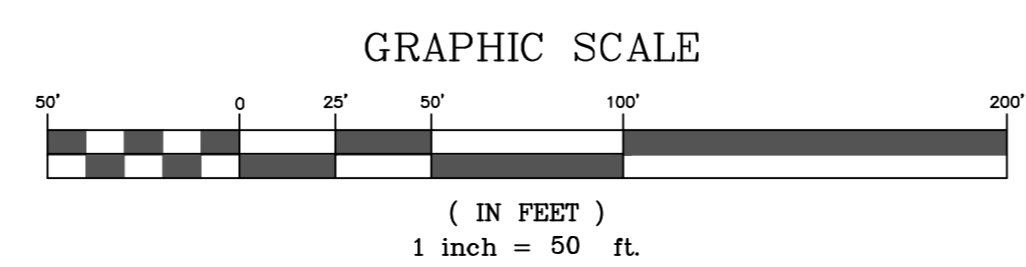 GRAPHIC SCALE
50' 0 25' 50' 100' 200'
( IN FEET )
1 inch = 50 ft.